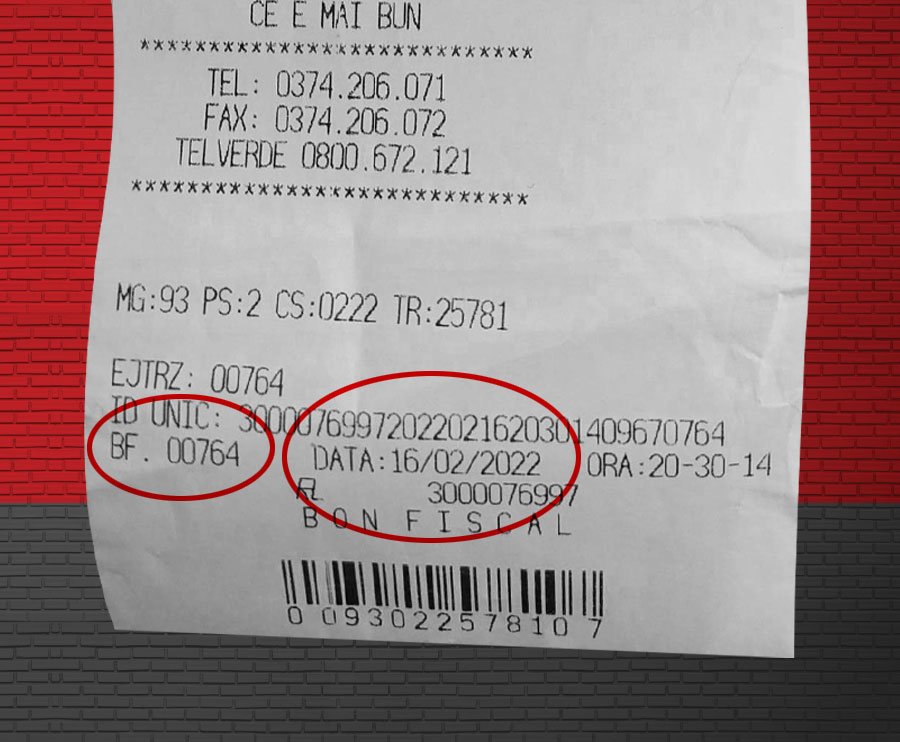 CE E MAI BUN
*****************************
TEL: 0374.206.071
FAX: 0374.206.072
TELVERDE 0800.672.121
*****************************
MG:93 PS:2 CS:0222 TR:25781
EJTRZ: 00764
ID UNIC: 30000769972022021620301409670764
BF. 00764 DATA:16/02/2022 ORA:20-30-14
3000076997
BON FISCAL
0 093022578107